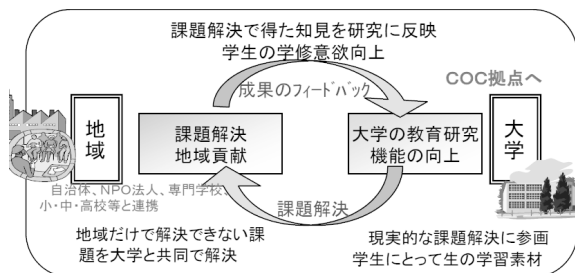 課題解決で得た知見を研究に反映
学生の学修意欲向上
成果のフィードバック
COC拠点へ
地域
課題解決
地域貢献
大学の教育研究
機能の向上
大学
自治体、NPO法人、専門学校、
小・中・高校等と連携
課題解決
地域だけで解決できない課
題を大学と共同で解決
現実的な課題解決に参画
学生にとって生の学習素材